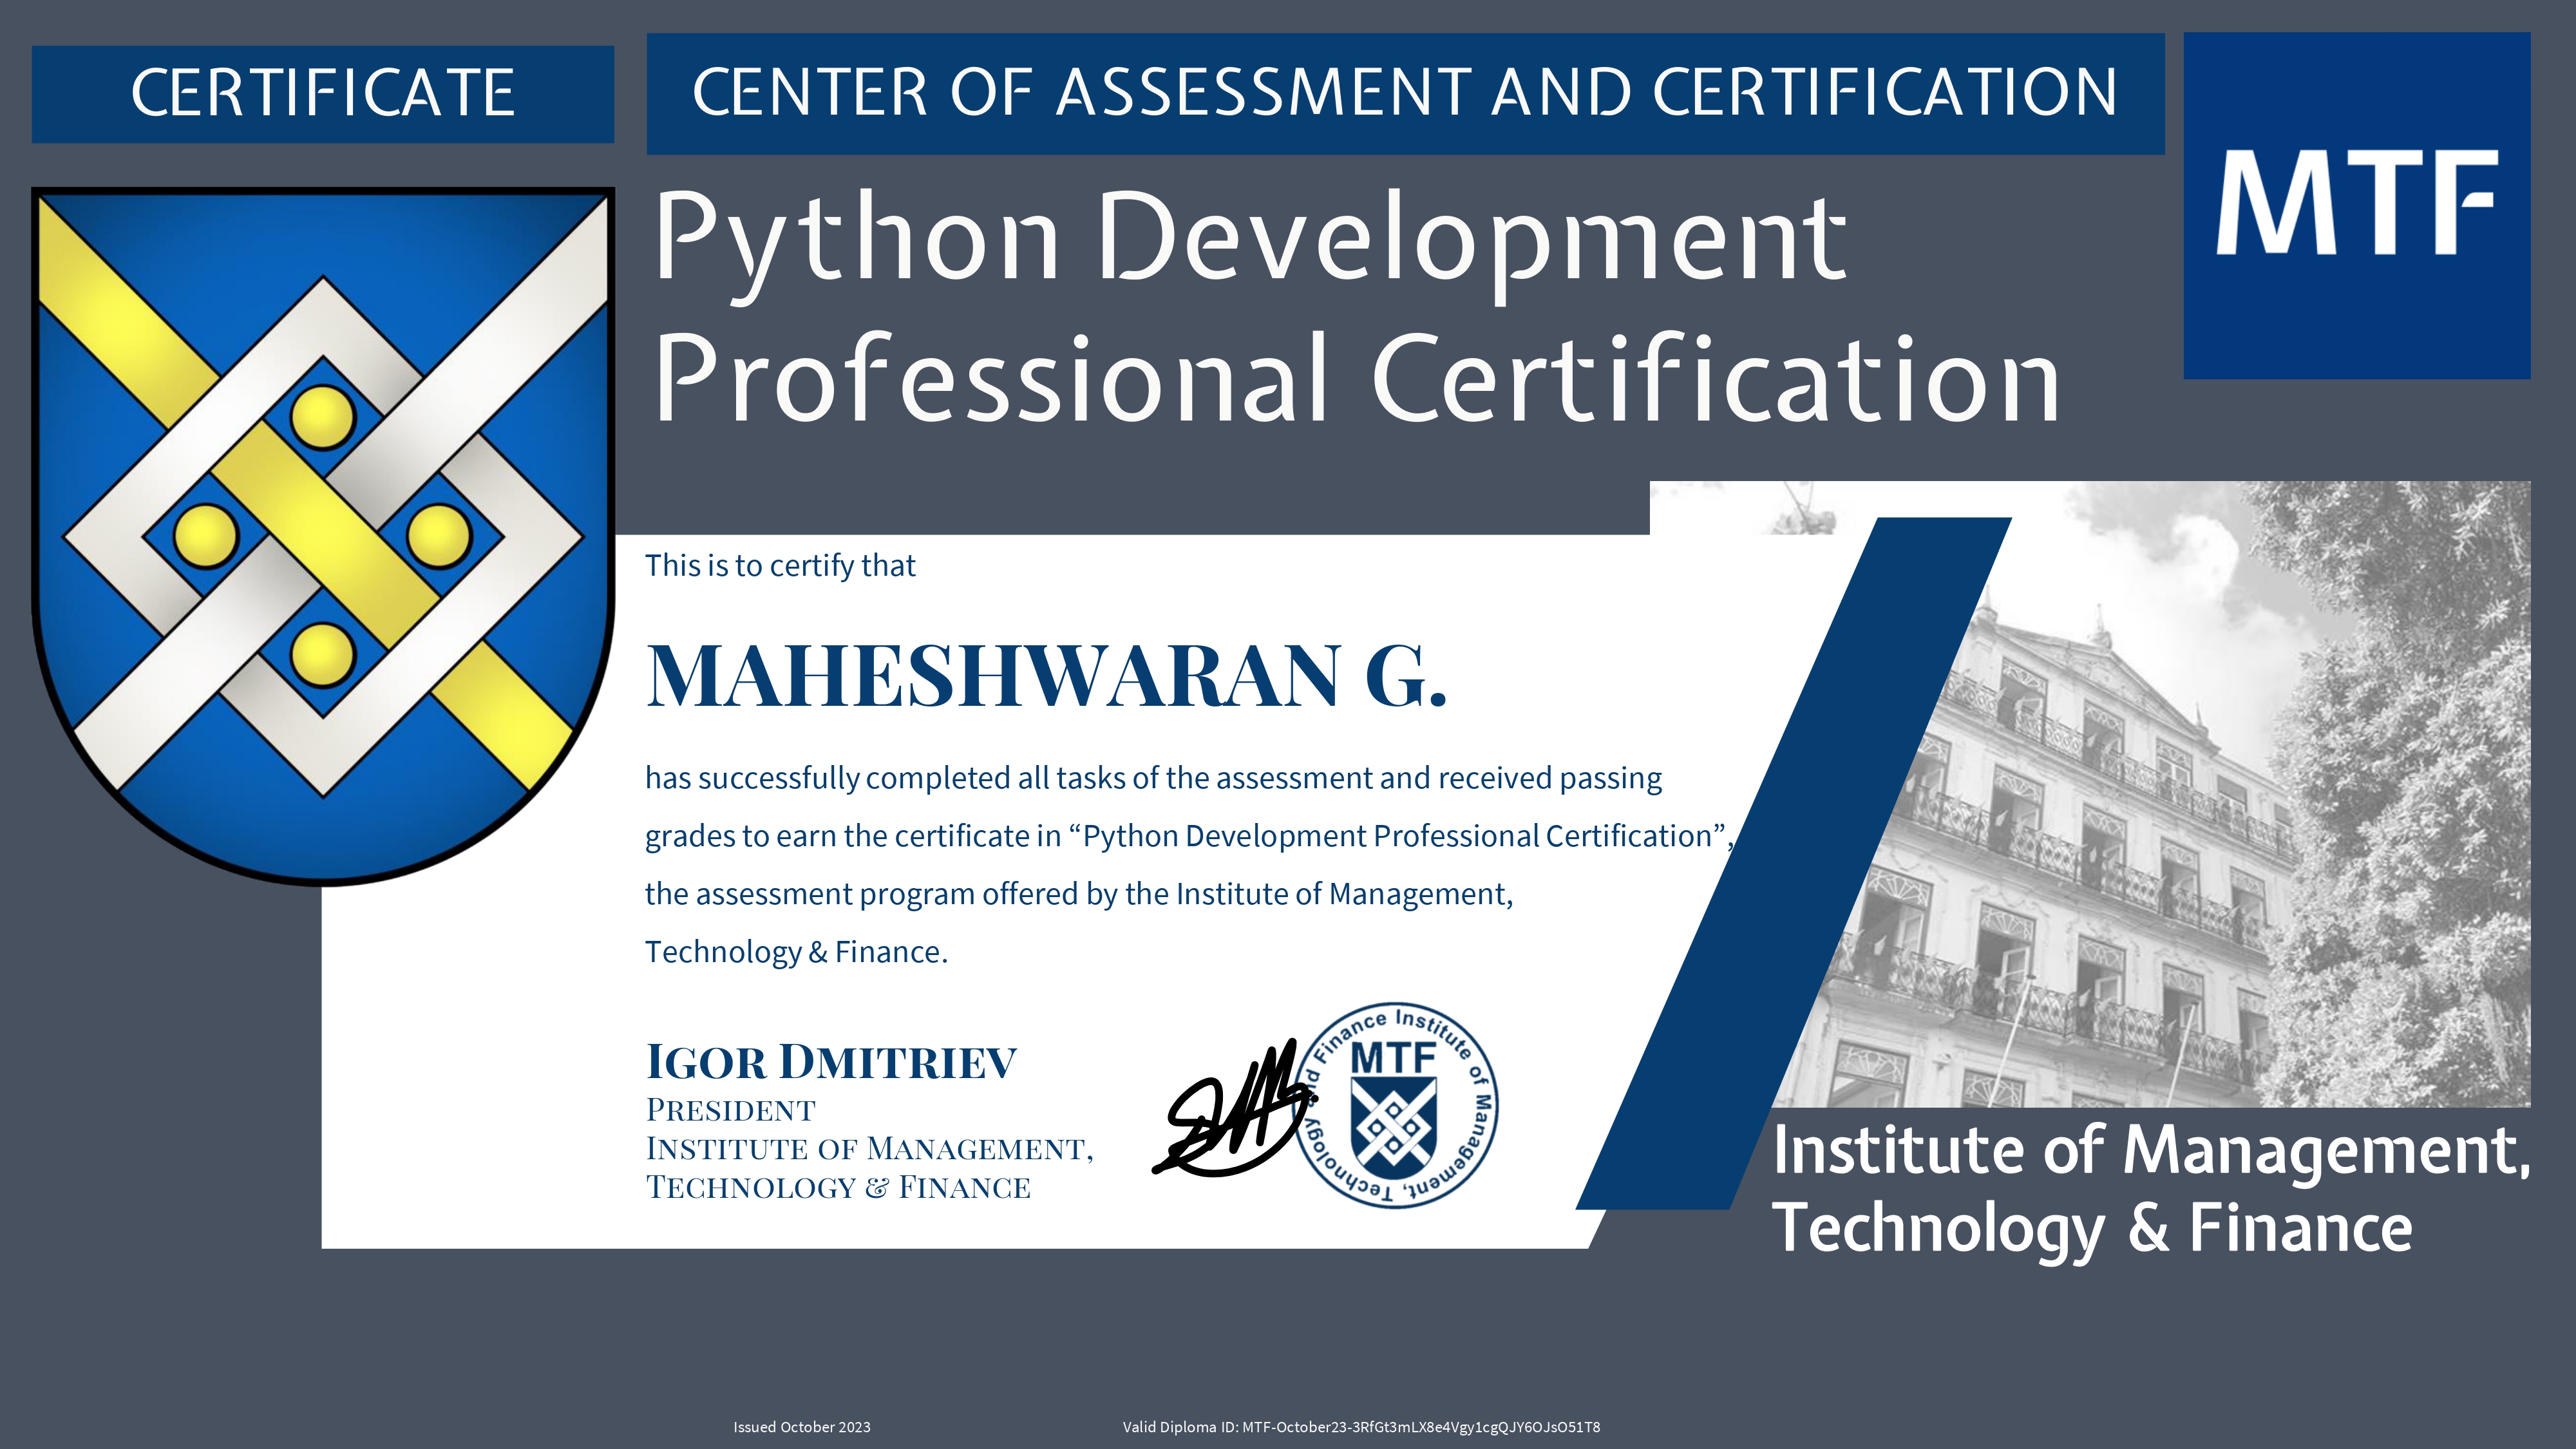 CERTIFICATE
CENTER OF ASSESSMENT AND CERTIFICATION
MTF
Python Development
Professional Certification
This is to certify that
MAHESHWARAN G.
has successfully completed all tasks of the assessment and received passing
grades to earn the certificate in “Python Development Professional Certification”,
the assessment program offered by the Institute of Management,
Technology & Finance.
IGOR DMITRIEV
PRESIDENT
INSTITUTE OF MANAGEMENT,
TECHNOLOGY & FINANCE
Institute of Management, Technology and Finance
MTF
Institute of Management,
Technology & Finance
Issued October 2023
Valid Diploma ID: MTF-October23-3RfGt3mLX8e4Vgy1cgQJY6OJsO51T8